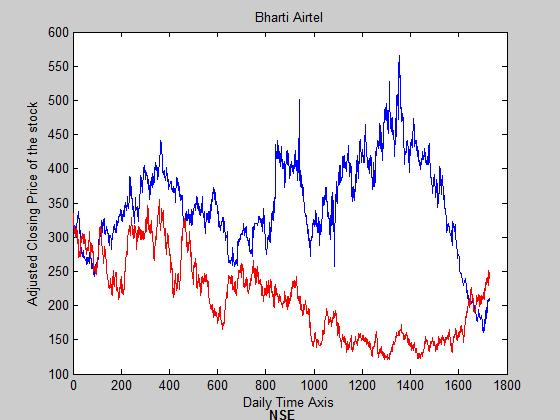 Bharti Airtel
600
550
500
450
400
350
300
250
200
150
100
Adjusted Closing Price of the stock
0 200 400 600 800 1000 1200 1400 1600 1800
Daily Time Axis
NSE